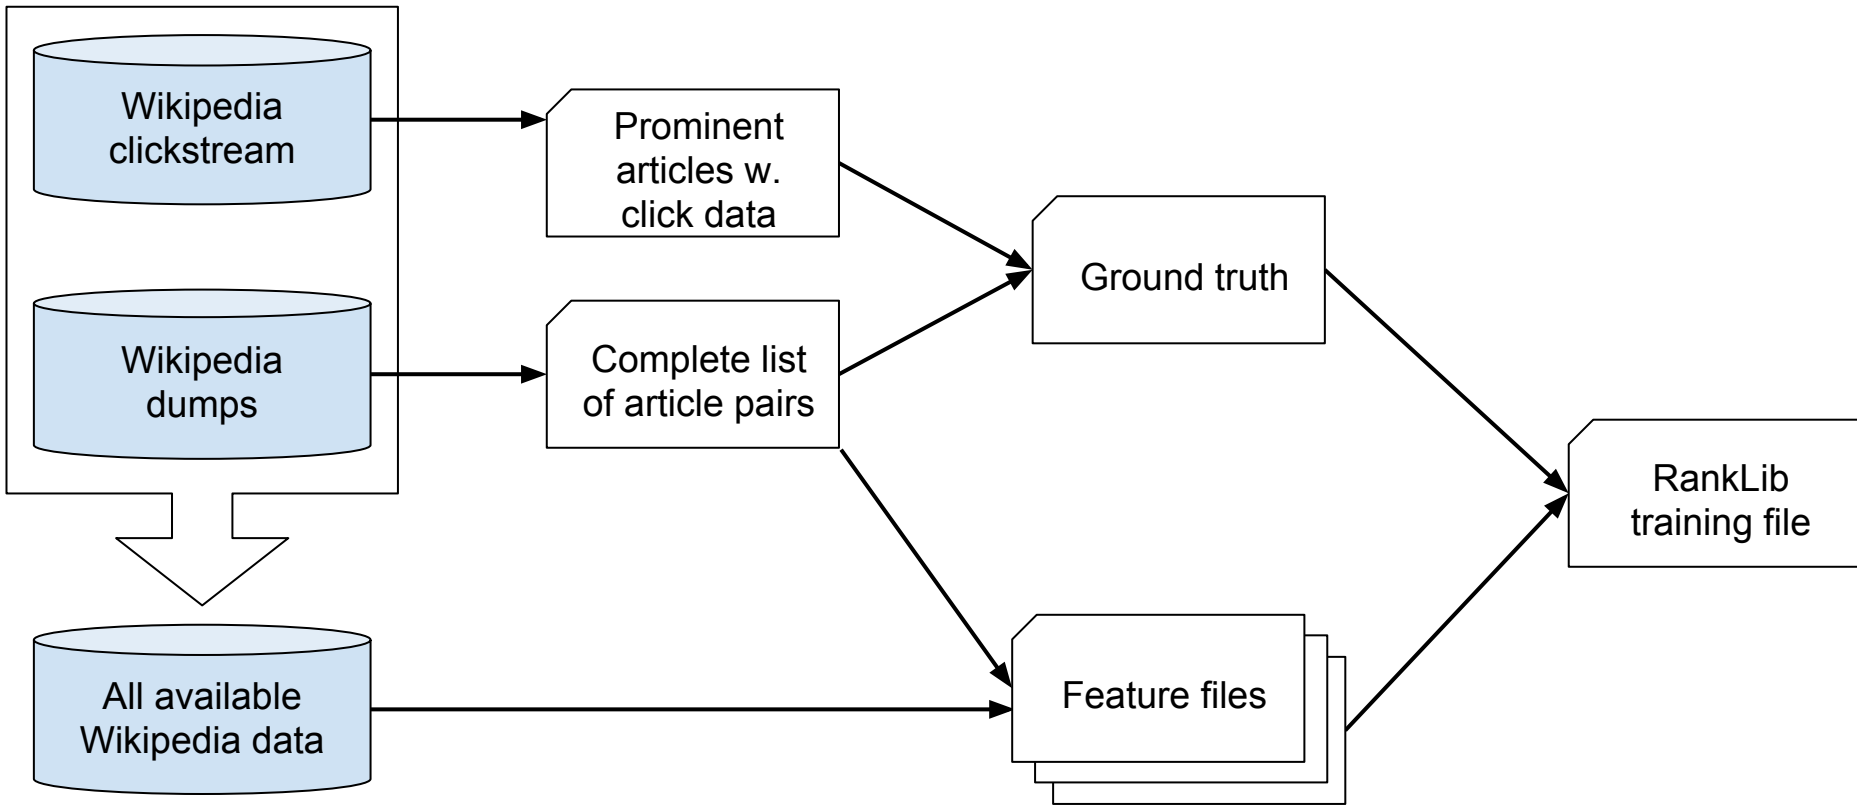 Wikipedia
clickstream
Prominent
articles w.
click data
Ground truth
Wikipedia
dumps
Complete list
of article pairs
RankLib
training file
All available
Wikipedia data
Feature files